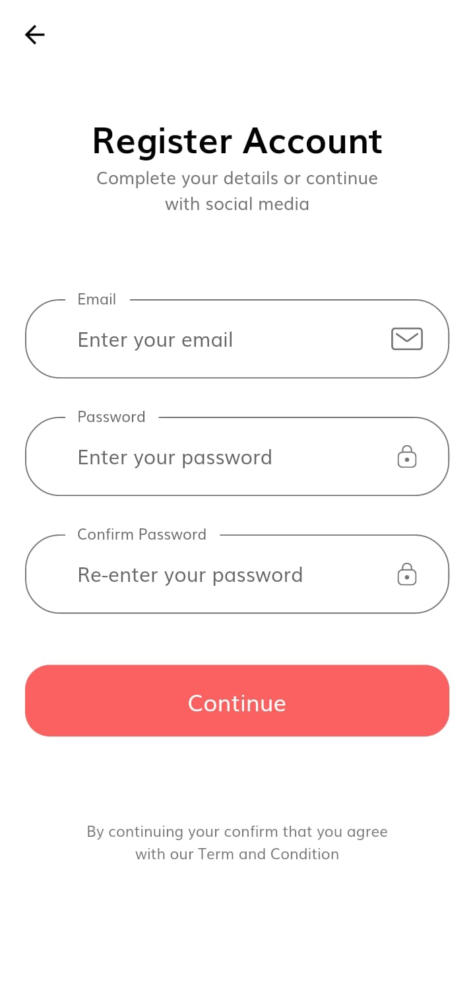 Register Account
Complete your details or continue
with social media
Email
Enter your email
Password
Enter your password
Confirm Password
Re-enter your password
Continue
By continuing your confirm that you agree
with our Term and Condition